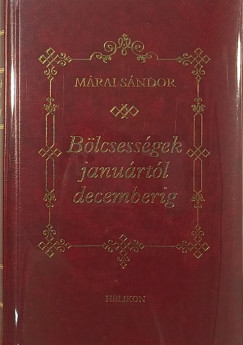 MÁRAI SÁNDOR
Bölcsességek
januártól
decemberig
HELIKON